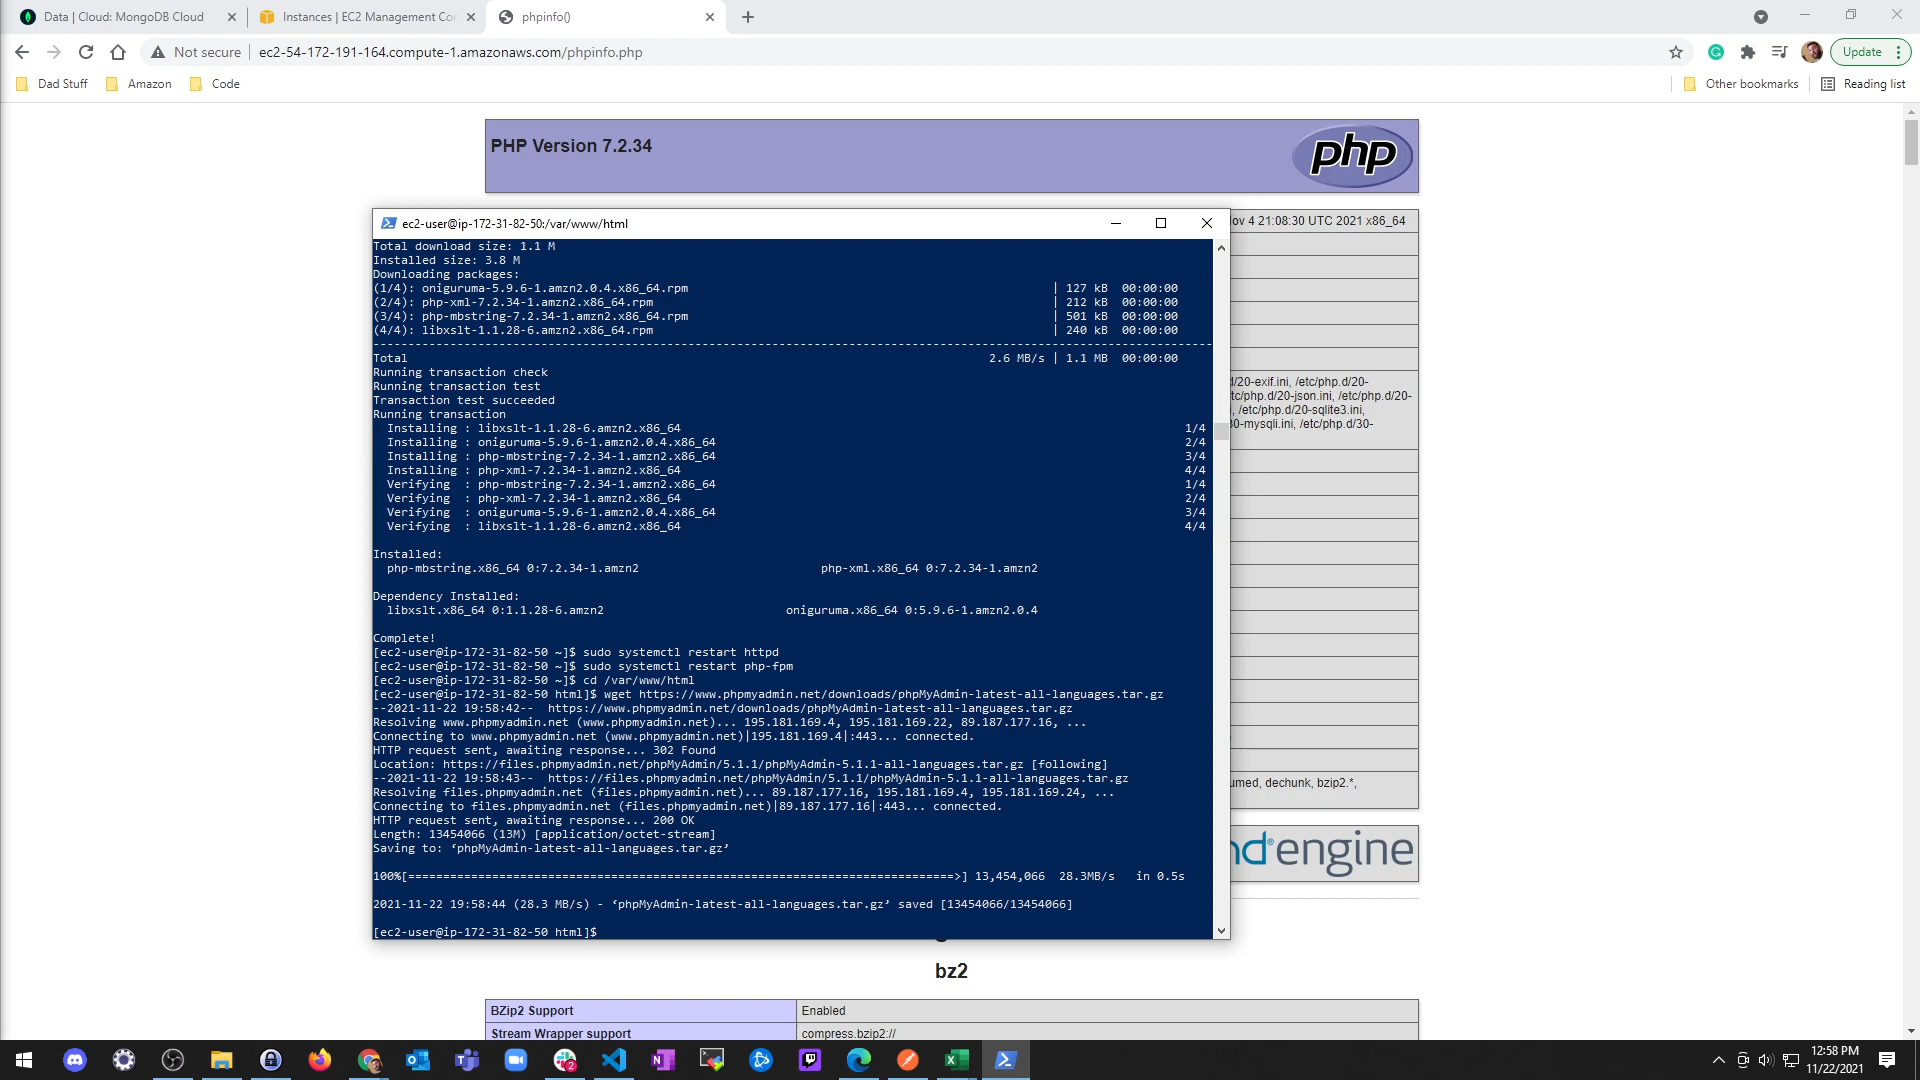 Data | Cloud: MongoDB Cloud
Instances | EC2 Management Con
phpinfo()
Not secure
ec2-54-172-191-164.compute-1.amazonaws.com/phpinfo.php
Update
Dad Stuff
Amazon
Code
Other bookmarks
Reading list
PHP Version 7.2.34
php
ec2-user@ip-172-31-82-50:/var/www/html
ov 4 21:08:30 UTC 2021 x86_64
Total download size: 1.1 M
Installed size: 3.8 M
Downloading packages:
(1/4): oniguruma-5.9.6-1.amzn2.0.4.x86_64.rpm | 127 kB 00:00:00
(2/4): php-xml-7.2.34-1.amzn2.x86_64.rpm | 212 kB 00:00:00
(3/4): php-mbstring-7.2.34-1.amzn2.x86_64.rpm | 501 kB 00:00:00
(4/4): libxslt-1.1.28-6.amzn2.x86_64.rpm | 240 kB 00:00:00
--------------------------------------------------------------------------------
Total 2.6 MB/s | 1.1 MB 00:00:00
Running transaction check
Running transaction test
Transaction test succeeded
Running transaction
Installing : libxslt-1.1.28-6.amzn2.x86_64 1/4
Installing : oniguruma-5.9.6-1.amzn2.0.4.x86_64 2/4
Installing : php-mbstring-7.2.34-1.amzn2.x86_64 3/4
Installing : php-xml-7.2.34-1.amzn2.x86_64 4/4
Verifying : php-mbstring-7.2.34-1.amzn2.x86_64 1/4
Verifying : php-xml-7.2.34-1.amzn2.x86_64 2/4
Verifying : oniguruma-5.9.6-1.amzn2.0.4.x86_64 3/4
Verifying : libxslt-1.1.28-6.amzn2.x86_64 4/4
Installed:
php-mbstring.x86_64 0:7.2.34-1.amzn2 php-xml.x86_64 0:7.2.34-1.amzn2
Dependency Installed:
libxslt.x86_64 0:1.1.28-6.amzn2 oniguruma.x86_64 0:5.9.6-1.amzn2.0.4
Complete!
[ec2-user@ip-172-31-82-50 ~]$ sudo systemctl restart httpd
[ec2-user@ip-172-31-82-50 ~]$ sudo systemctl restart php-fpm
[ec2-user@ip-172-31-82-50 ~]$ cd /var/www/html
[ec2-user@ip-172-31-82-50 html]$ wget https://www.phpmyadmin.net/downloads/phpMyAdmin-latest-all-languages.tar.gz
--2021-11-22 19:58:42-- https://www.phpmyadmin.net/downloads/phpMyAdmin-latest-all-languages.tar.gz
Resolving www.phpmyadmin.net (www.phpmyadmin.net)... 195.181.169.4, 195.181.169.22, 89.187.177.16, ...
Connecting to www.phpmyadmin.net (www.phpmyadmin.net)|195.181.169.4|:443... connected.
HTTP request sent, awaiting response... 302 Found
Location: https://files.phpmyadmin.net/phpMyAdmin/5.1.1/phpMyAdmin-5.1.1-all-languages.tar.gz [following]
--2021-11-22 19:58:43-- https://files.phpmyadmin.net/phpMyAdmin/5.1.1/phpMyAdmin-5.1.1-all-languages.tar.gz
Resolving files.phpmyadmin.net (files.phpmyadmin.net)... 89.187.177.16, 195.181.169.4, 195.181.169.24, ...
Connecting to files.phpmyadmin.net (files.phpmyadmin.net)|89.187.177.16|:443... connected.
HTTP request sent, awaiting response... 200 OK
Length: 13454066 (13M) [application/octet-stream]
Saving to: ‘phpMyAdmin-latest-all-languages.tar.gz’
100%[==============================================================================>] 13,454,066 28.3MB/s in 0.5s
2021-11-22 19:58:44 (28.3 MB/s) - ‘phpMyAdmin-latest-all-languages.tar.gz’ saved [13454066/13454066]
[ec2-user@ip-172-31-82-50 html]$
d/20-exif.ini, /etc/php.d/20-
tc/php.d/20-json.ini, /etc/php.d/20-
i, /etc/php.d/20-sqlite3.ini,
30-mysqli.ini, /etc/php.d/30-
umed, dechunk, bzip2.*,
nd®engine
bz2
BZip2 Support Enabled
Stream Wrapper support compress.bzip2://
2
12:58 PM
11/22/2021